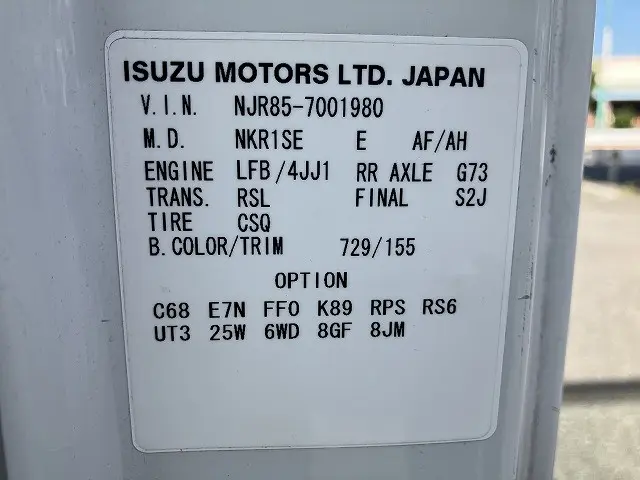 ISUZU MOTORS LTD. JAPAN
V.I.N. NJR85-7001980
M.D. NKR1SE E AF/AH
ENGINE LFB/4JJ1 RR AXLE G73
TRANS. RSL FINAL S2J
TIRE CSQ
B.COLOR/TRIM 729/155
OPTION
C68 E7N FF0 K89 RPS RS6
UT3 25W 6WD 8GF 8JM